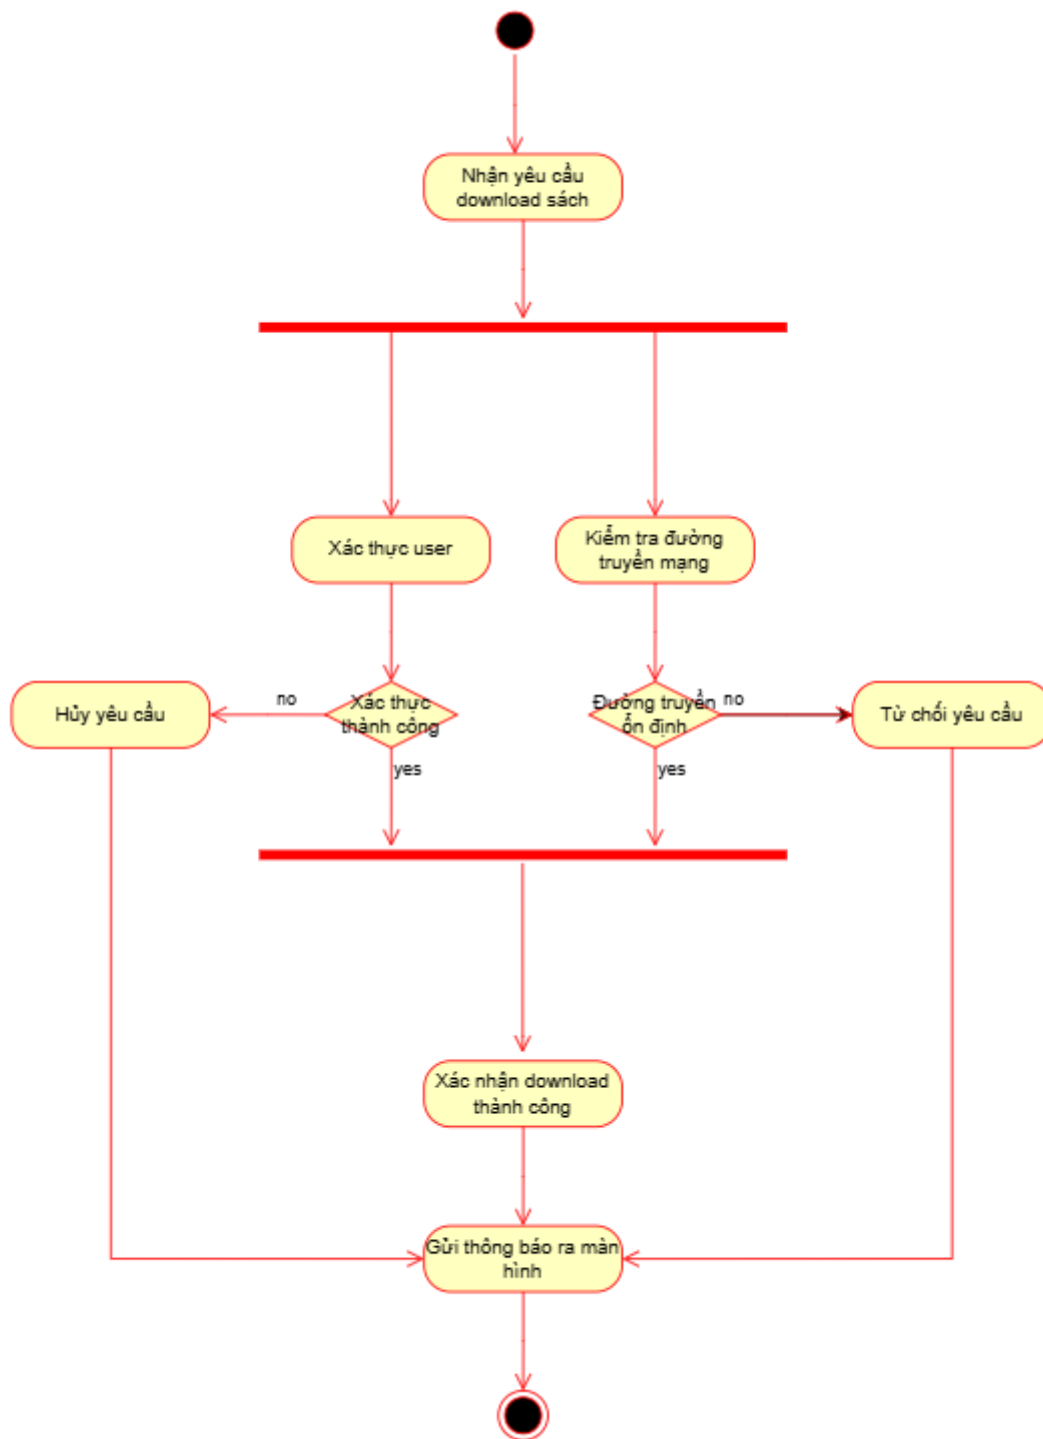 Nhận yêu cầu
download sách
Xác thực user
Kiểm tra đường
truyền mạng
Hủy yêu cầu
no
Xác thực
thành công
Đường truyền
ổn định
no
Từ chối yêu cầu
yes
yes
Xác nhận download
thành công
Gửi thông báo ra màn
hình